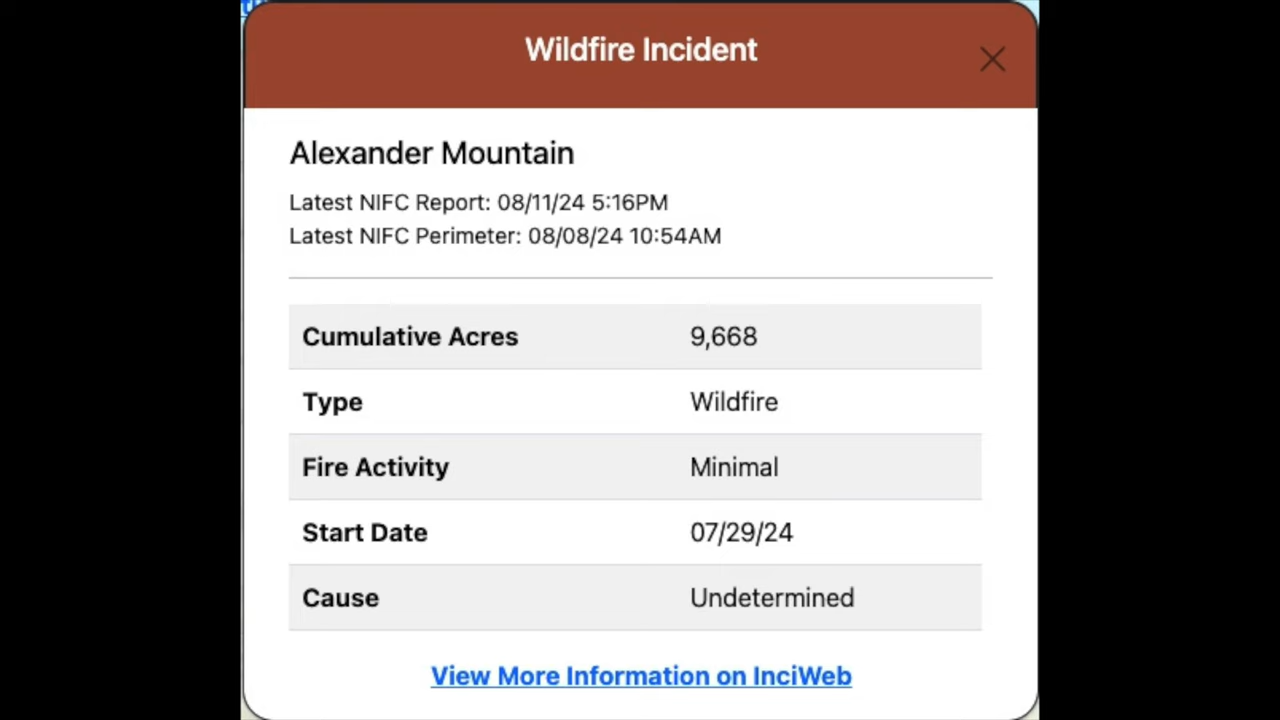 Wildfire Incident
Alexander Mountain
Latest NIFC Report: 08/11/24 5:16PM
Latest NIFC Perimeter: 08/08/24 10:54AM
Cumulative Acres 9,668
Type Wildfire
Fire Activity Minimal
Start Date 07/29/24
Cause Undetermined
View More Information on InciWeb